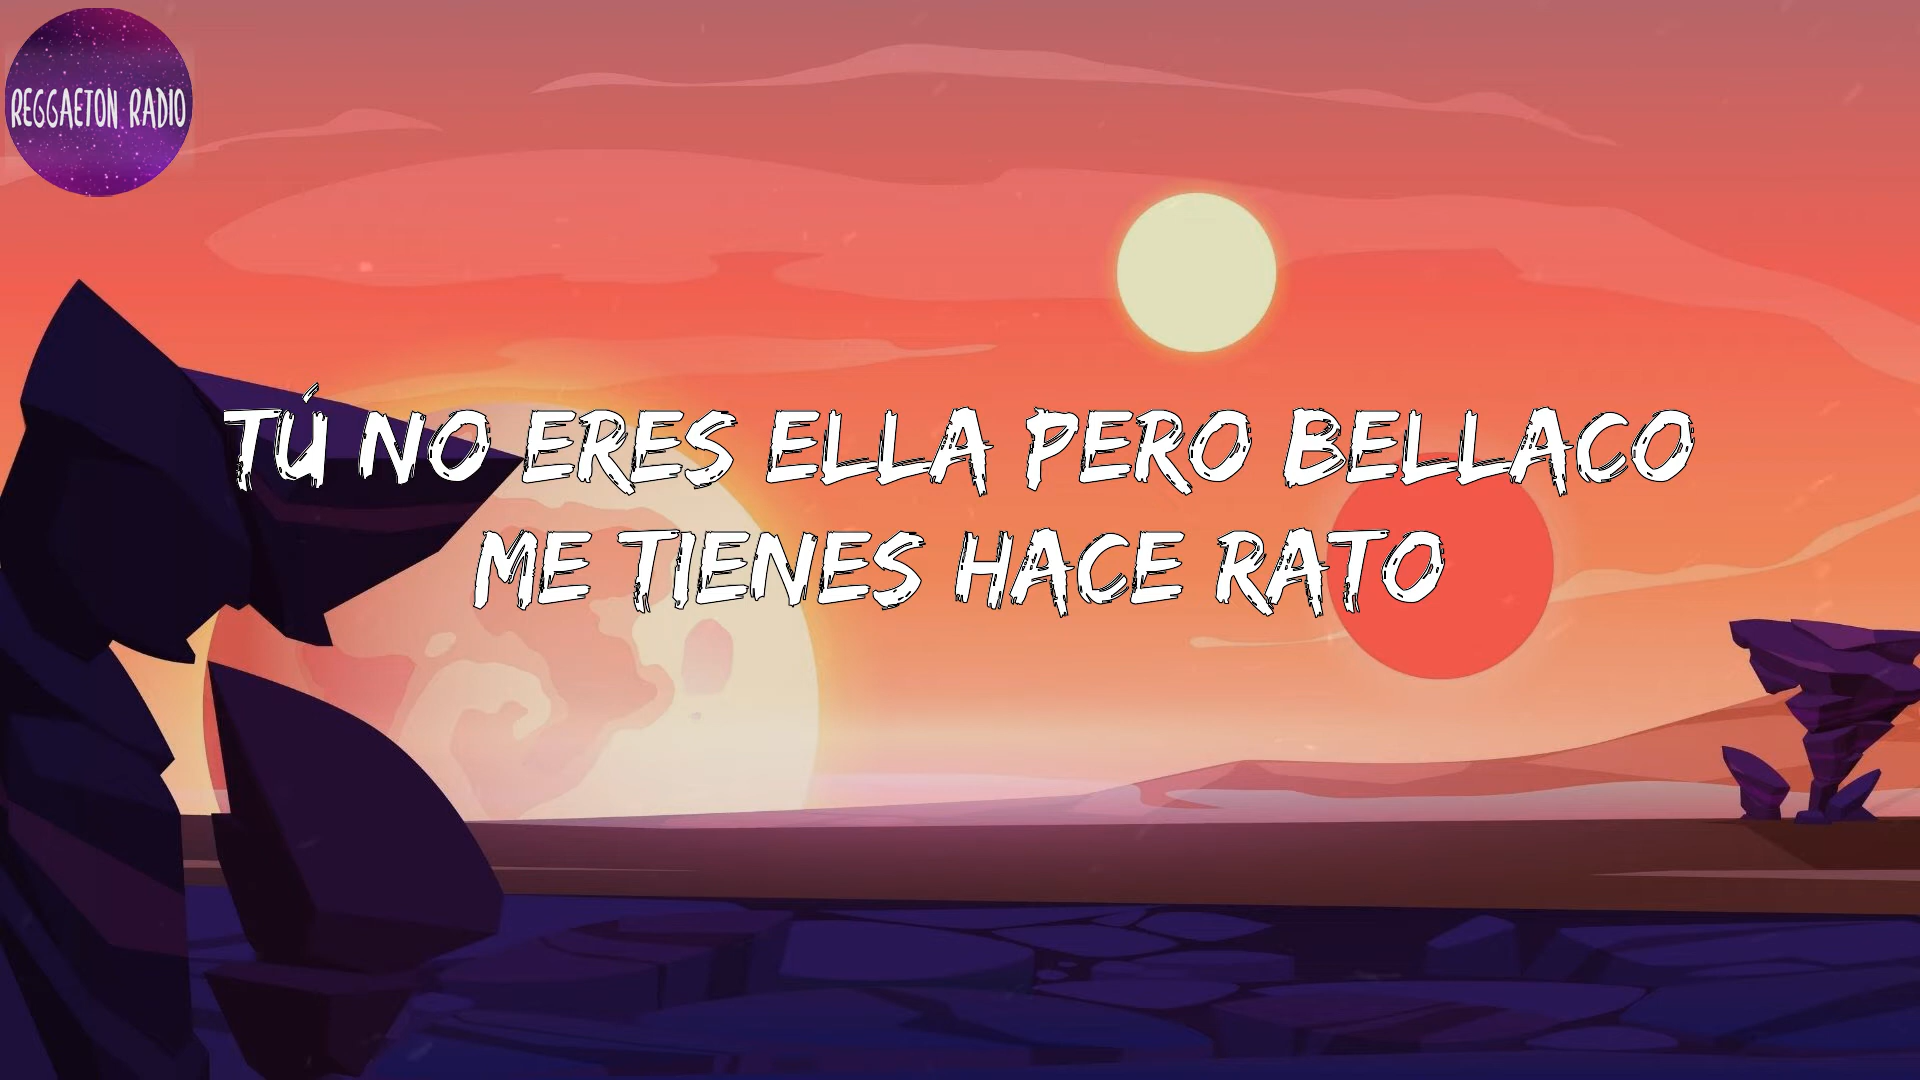 REGGAETON RADIO
TÚ NO ERES ELLA PERO BELLACO
ME TIENES HACE RATO